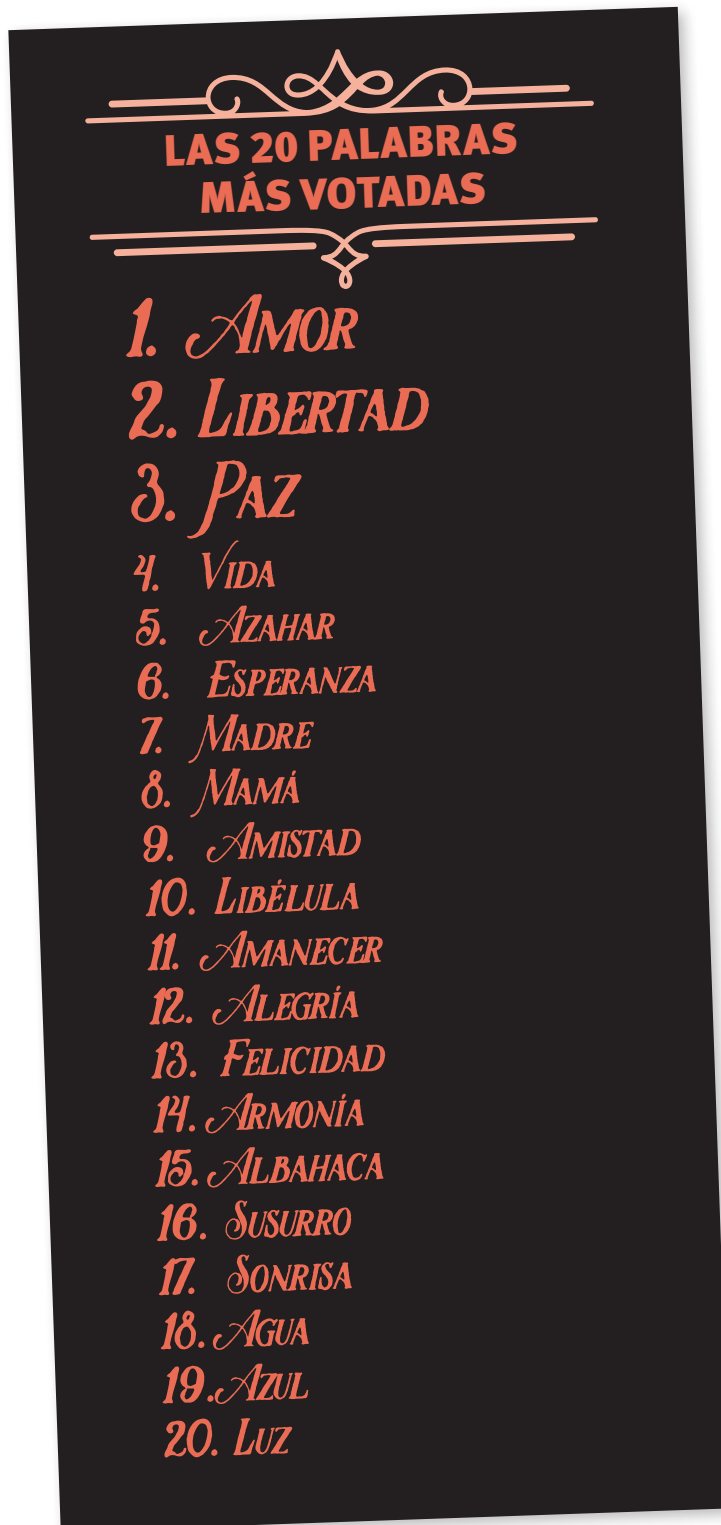 LAS 20 PALABRAS
MÁS VOTADAS
1. AMOR
2. LIBERTAD
3. PAZ
4. VIDA
5. AZAHAR
6. ESPERANZA
7. MADRE
8. MAMÁ
9. AMISTAD
10. LIBÉLULA
11. AMANECER
12. ALEGRÍA
13. FELICIDAD
14. ARMONÍA
15. ALBAHACA
16. SUSURRO
17. SONRISA
18. AGUA
19. AZUL
20. LUZ